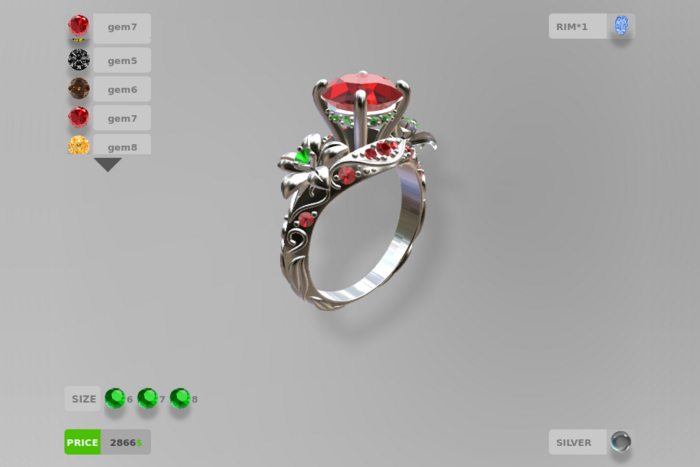 gem7
gem5
gem6
gem7
gem8
RIM*1
SIZE 6 7 8
PRICE 2866$
SILVER